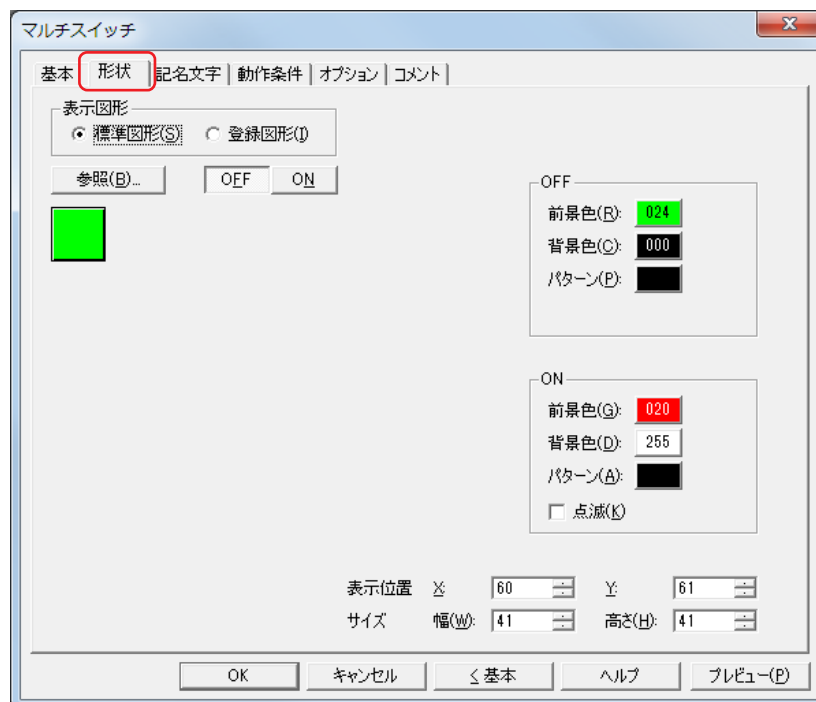 マルチスイッチ
基本 形状 記名文字 動作条件 オプション コメント
表示図形
標準図形(S) 登録図形(I)
参照(B)... OFF ON
OFF
前景色(R): 024
背景色(C): 000
パターン(P):
ON
前景色(G): 020
背景色(D): 255
パターン(A):
点滅(K)
表示位置 X: 60 Y: 61
サイズ 幅(W): 41 高さ(H): 41
OK キャンセル < 基本 ヘルプ プレビュー(P)